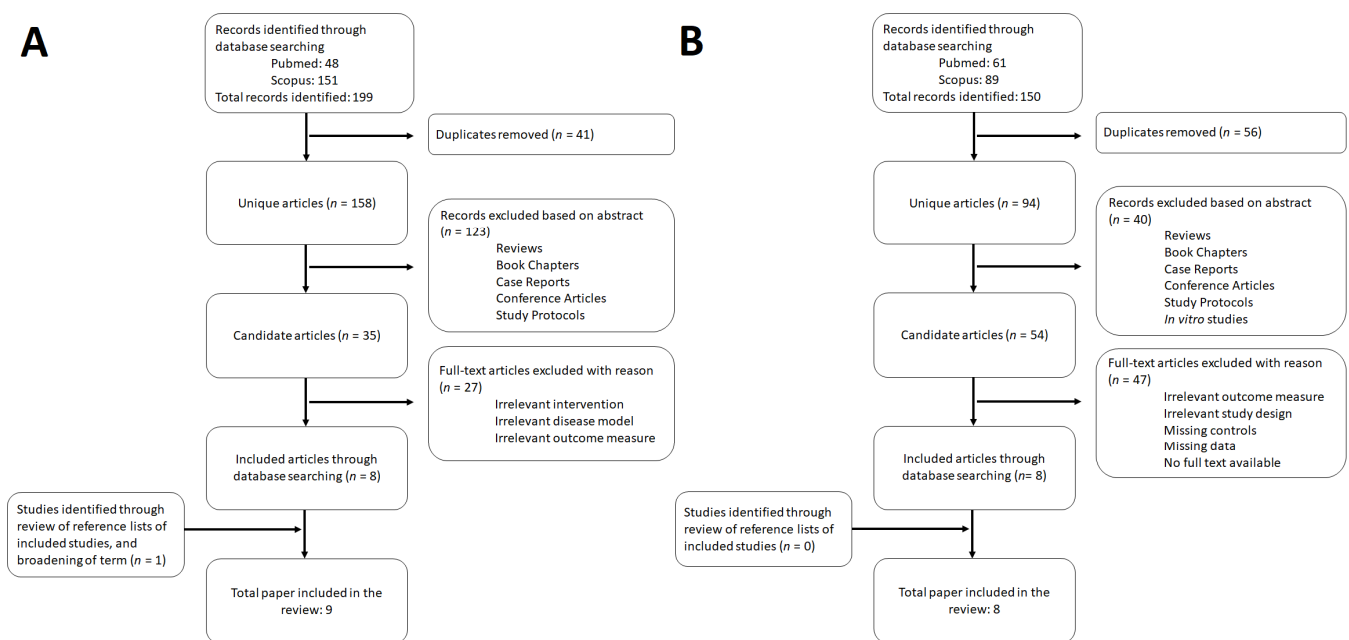 A
Records identified through
database searching
Pubmed: 48
Scopus: 151
Total records identified: 199
Duplicates removed (n = 41)
Unique articles (n = 158)
Records excluded based on abstract
(n = 123)
Reviews
Book Chapters
Case Reports
Conference Articles
Study Protocols
Candidate articles (n = 35)
Full-text articles excluded with reason
(n = 27)
Irrelevant intervention
Irrelevant disease model
Irrelevant outcome measure
Included articles through
database searching (n = 8)
Studies identified through
review of reference lists of
included studies, and
broadening of term (n = 1)
Total paper included in the
review: 9
B
Records identified through
database searching
Pubmed: 61
Scopus: 89
Total records identified: 150
Duplicates removed (n = 56)
Unique articles (n = 94)
Records excluded based on abstract
(n = 40)
Reviews
Book Chapters
Case Reports
Conference Articles
Study Protocols
In vitro studies
Candidate articles (n = 54)
Full-text articles excluded with reason
(n = 47)
Irrelevant outcome measure
Irrelevant study design
Missing controls
Missing data
No full text available
Included articles through
database searching (n= 8)
Studies identified through
review of reference lists of
included studies (n = 0)
Total paper included in the
review: 8